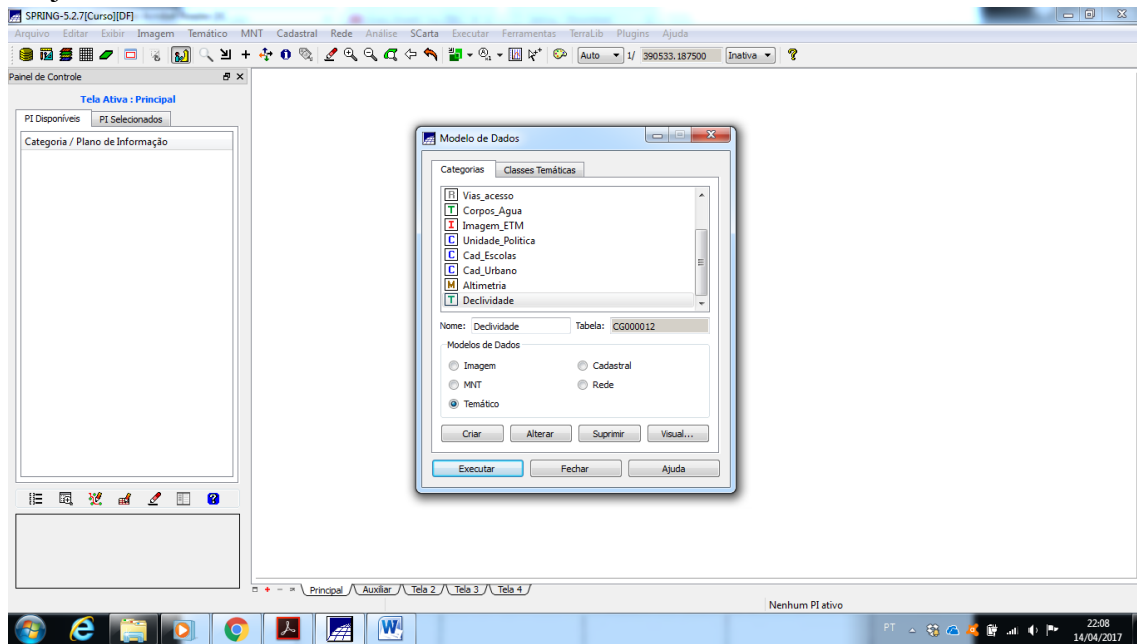 SPRING-5.2.7[Curso][DF]
Arquivo Editar Exibir Imagem Temático MNT Cadastral Rede Análise SCarta Executar Ferramentas TerraLib Plugins Ajuda
Auto 1/ 390533.187500 Inativa
Painel de Controle
Tela Ativa : Principal
PI Disponíveis PI Selecionados
Categoria / Plano de Informação
Modelo de Dados
Categorias Classes Temáticas
R Vias_acesso
T Corpos_Agua
I Imagem_ETM
C Unidade_Politica
C Cad_Escolas
C Cad_Urbano
M Altimetria
T Declividade
Nome: Declividade Tabela: CG000012
Modelos de Dados
Imagem Cadastral
MNT Rede
Temático
Criar Alterar Suprimir Visual...
Executar Fechar Ajuda
Principal Auxiliar Tela 2 Tela 3 Tela 4
Nenhum PI ativo
PT 22:08
14/04/2017